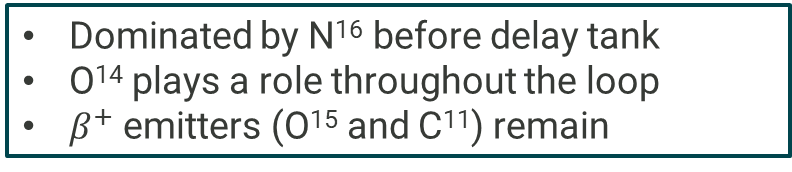 • Dominated by N¹⁶ before delay tank
• O¹⁴ plays a role throughout the loop
• β⁺ emitters (O¹⁵ and C¹¹) remain